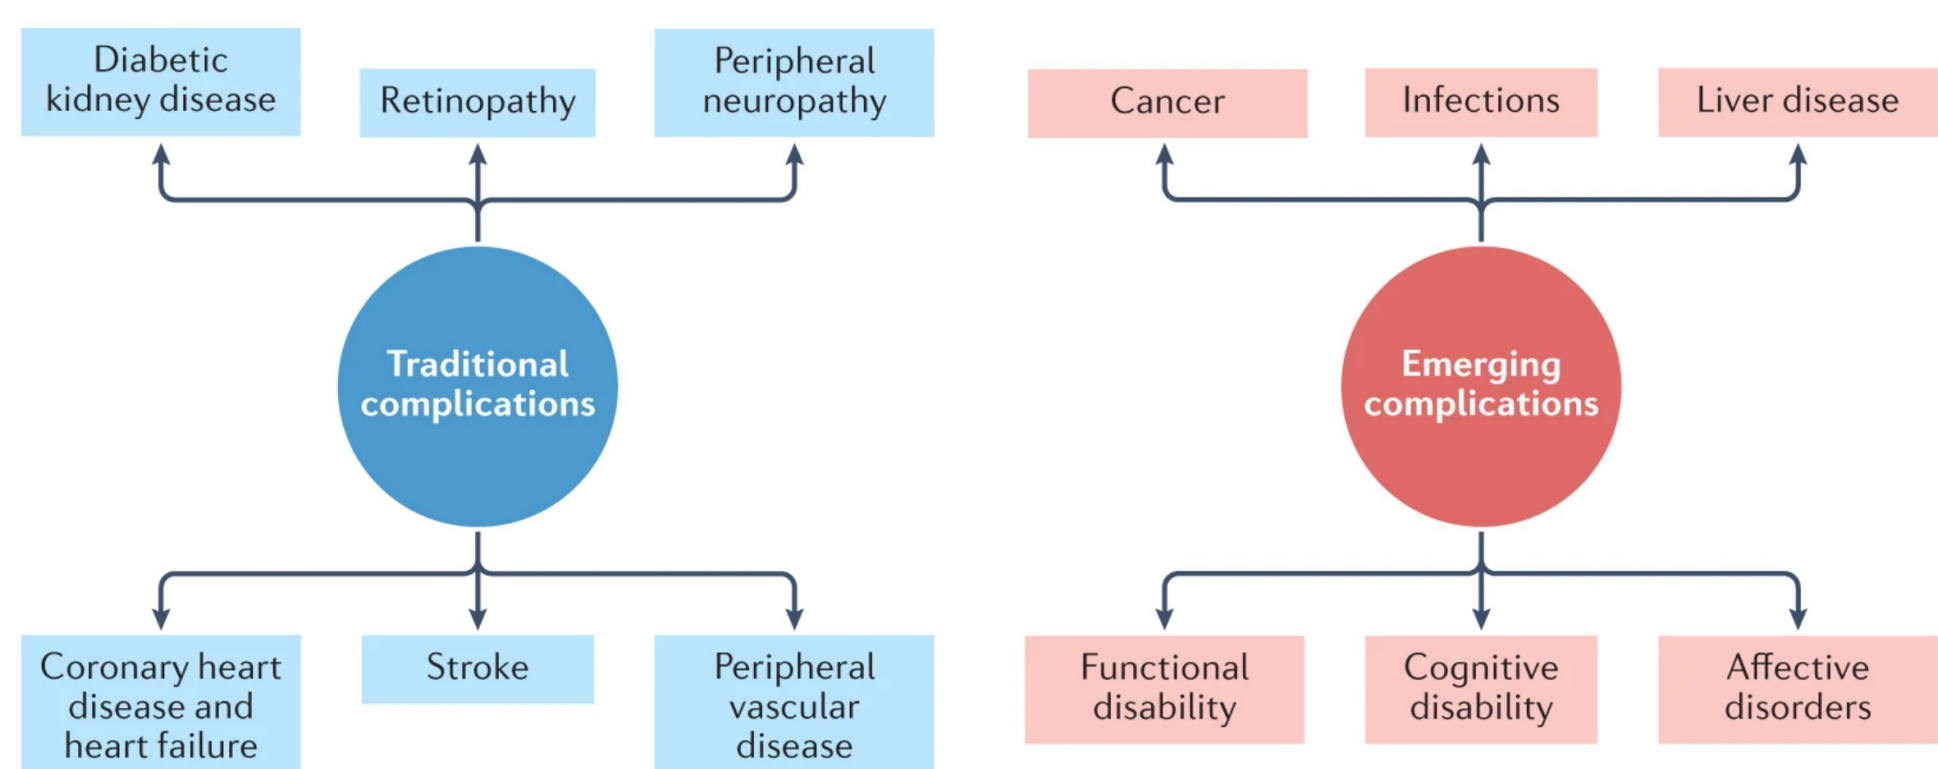 Diabetic
kidney disease
Retinopathy
Peripheral
neuropathy
Traditional
complications
Coronary heart
disease and
heart failure
Stroke
Peripheral
vascular
disease
Cancer
Infections
Liver disease
Emerging
complications
Functional
disability
Cognitive
disability
Affective
disorders